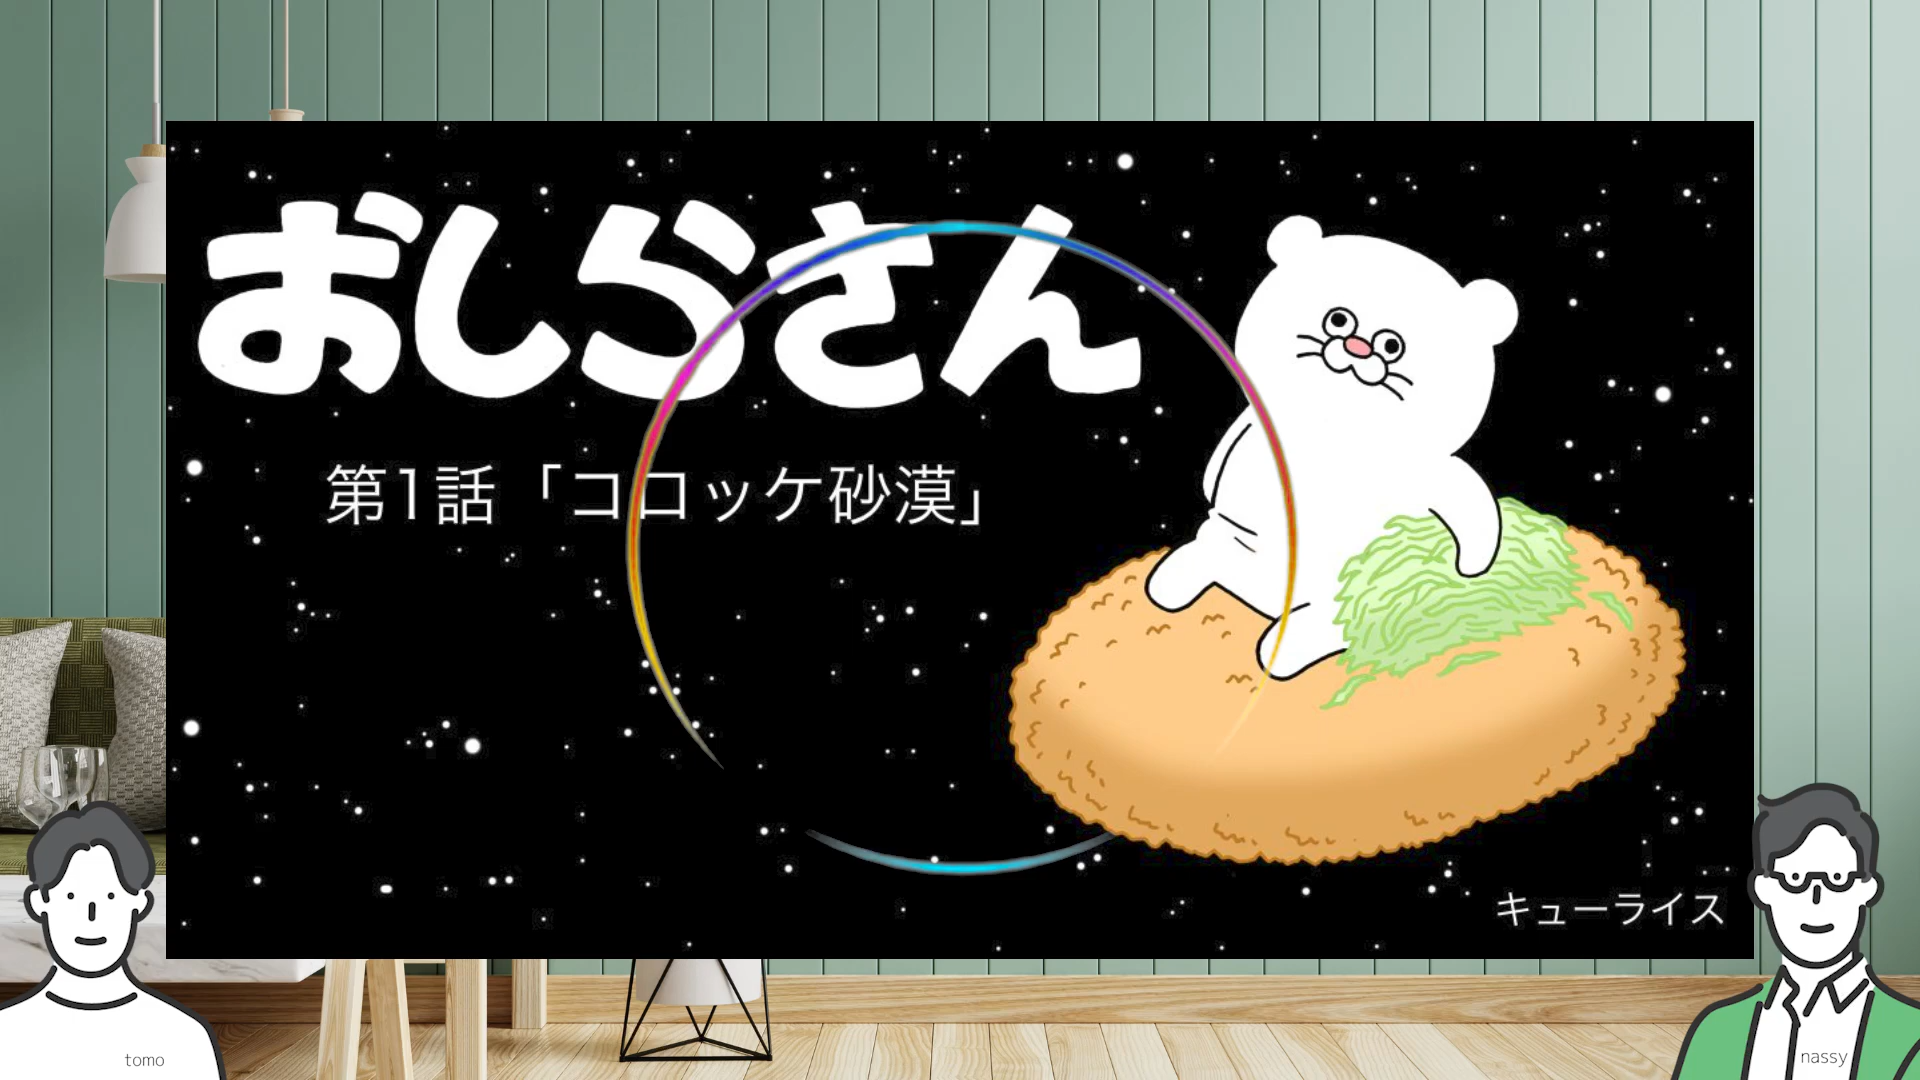 おしらさん
第1話「コロッケ砂漠」
キューライス
tomo
nassy